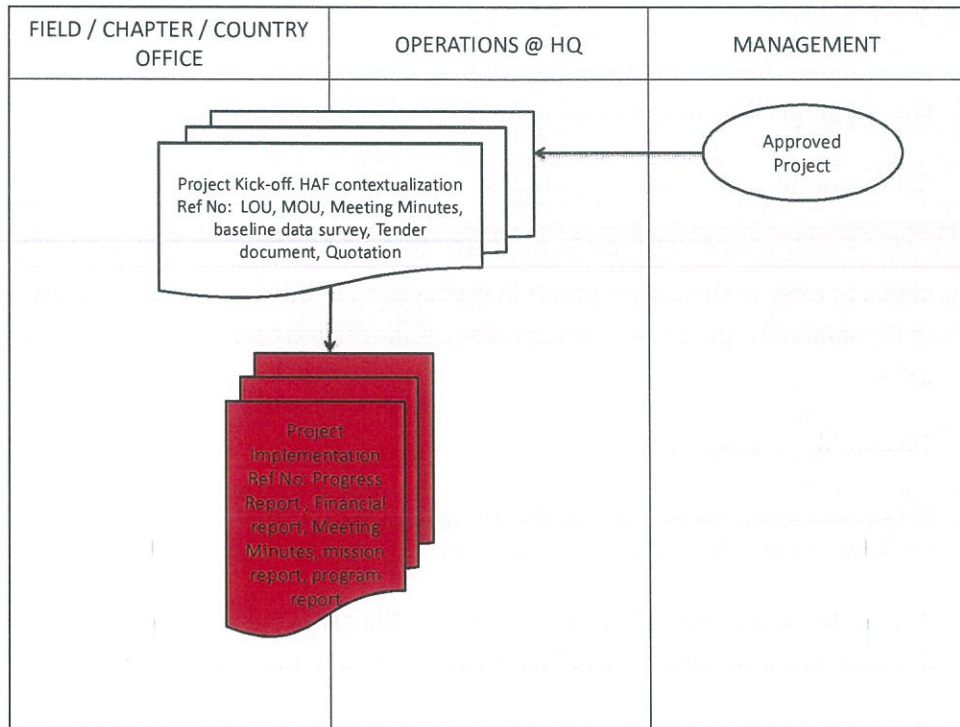 FIELD / CHAPTER / COUNTRY
OFFICE
OPERATIONS @ HQ
MANAGEMENT
Approved
Project
Project Kick-off. HAF contextualization
Ref No: LOU, MOU, Meeting Minutes,
baseline data survey, Tender
document, Quotation
Project
Implementation
Ref No: Progress
Report , Financial
report, Meeting
Minutes, mission
report, program
report